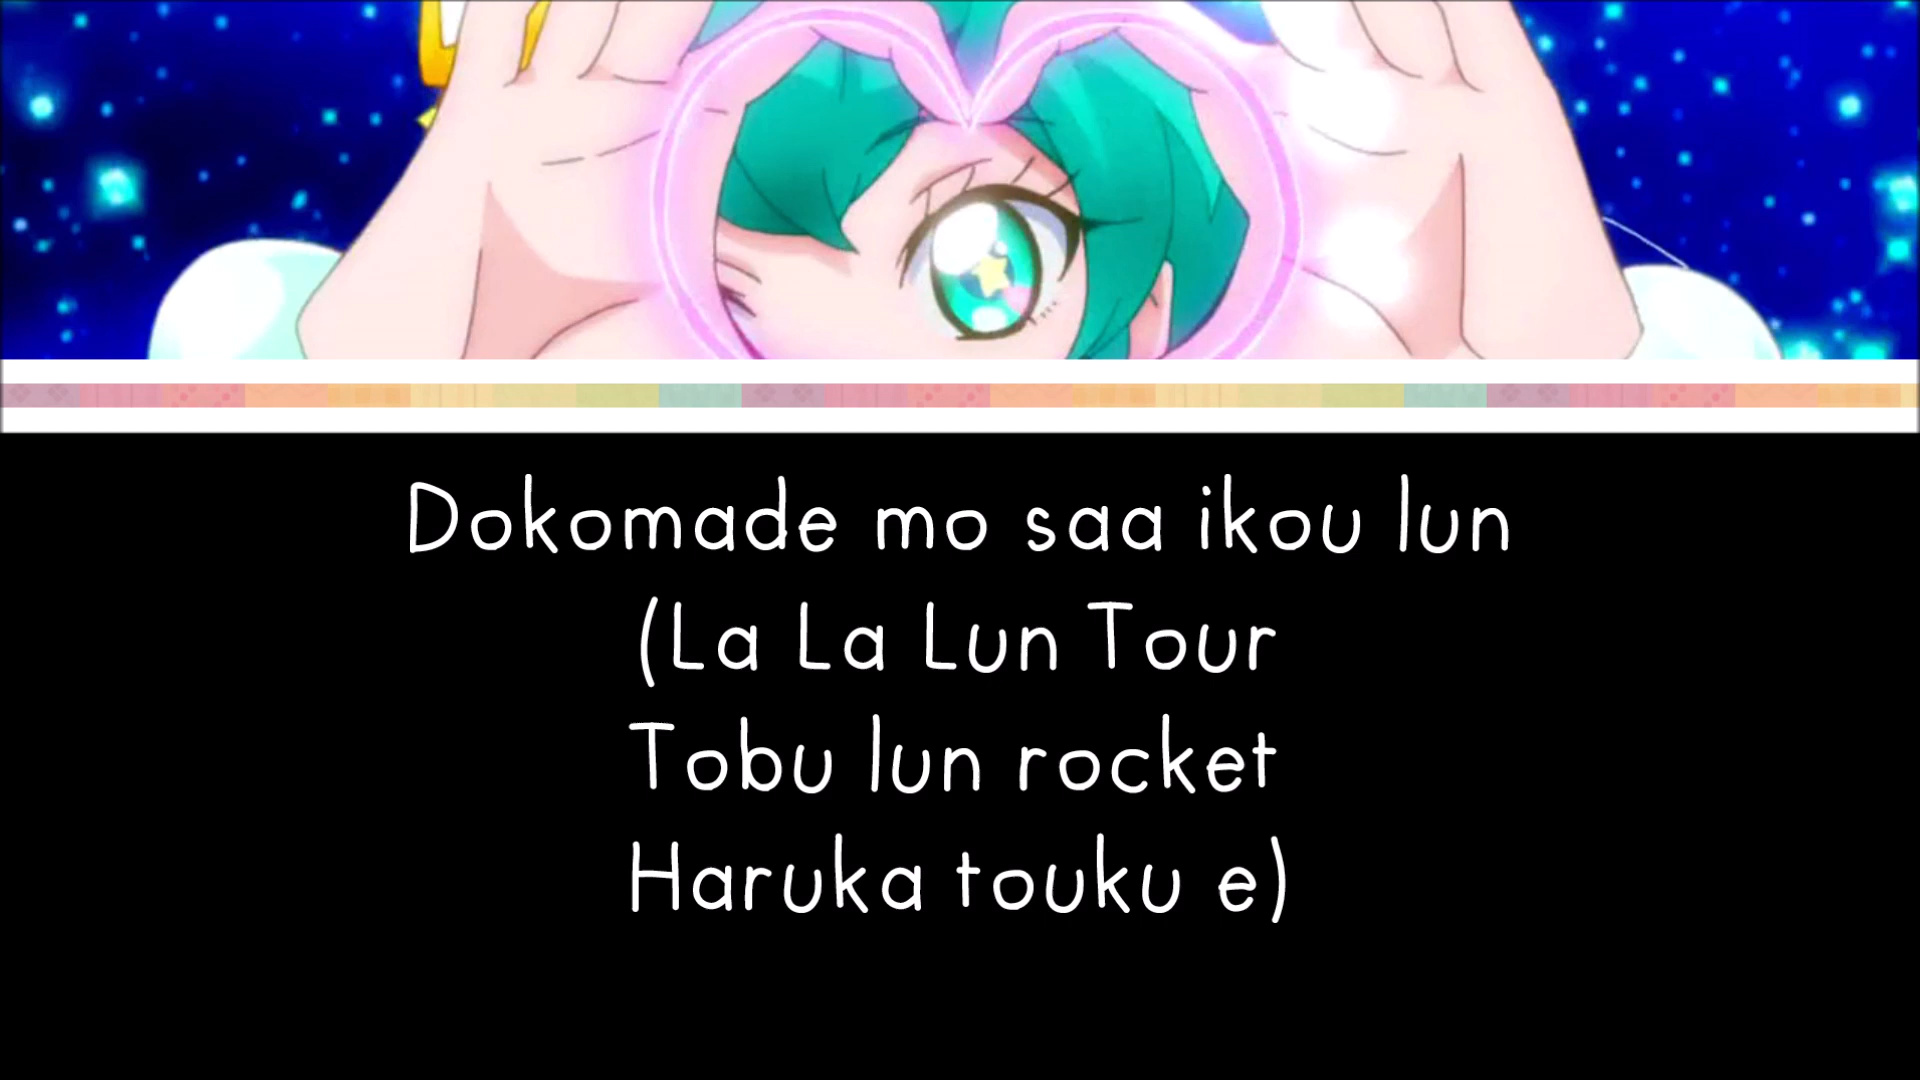 Dokomade mo saa ikou lun
(La La Lun Tour
Tobu lun rocket
Haruka touku e)